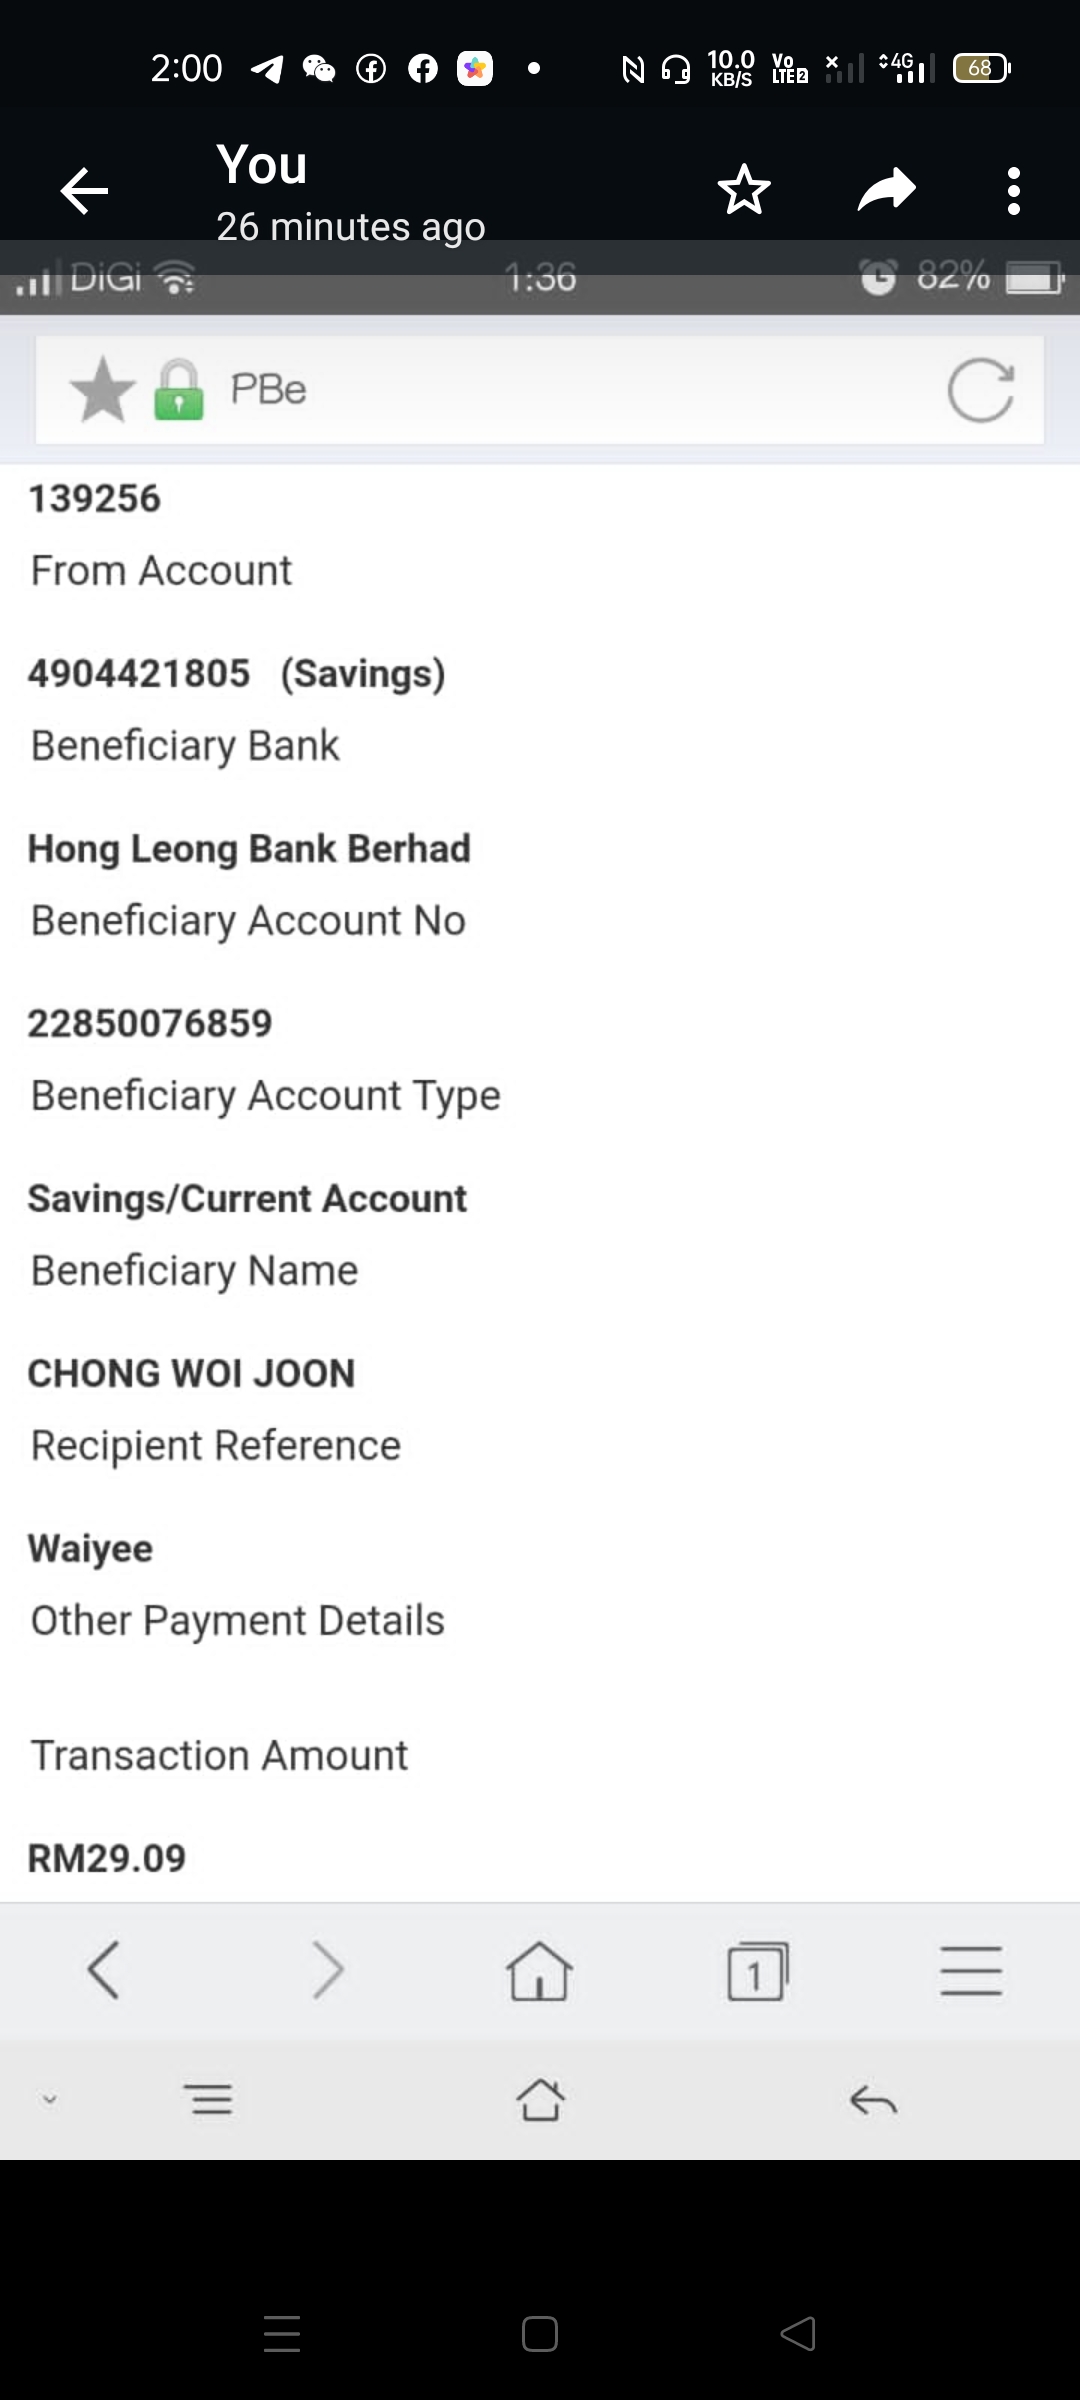 2:00 10.0 KB/S Vo LTE2 4G 68
You
26 minutes ago
DiGi 1:36 82%
PBe
139256
From Account
4904421805 (Savings)
Beneficiary Bank
Hong Leong Bank Berhad
Beneficiary Account No
22850076859
Beneficiary Account Type
Savings/Current Account
Beneficiary Name
CHONG WOI JOON
Recipient Reference
Waiyee
Other Payment Details
Transaction Amount
RM29.09
1